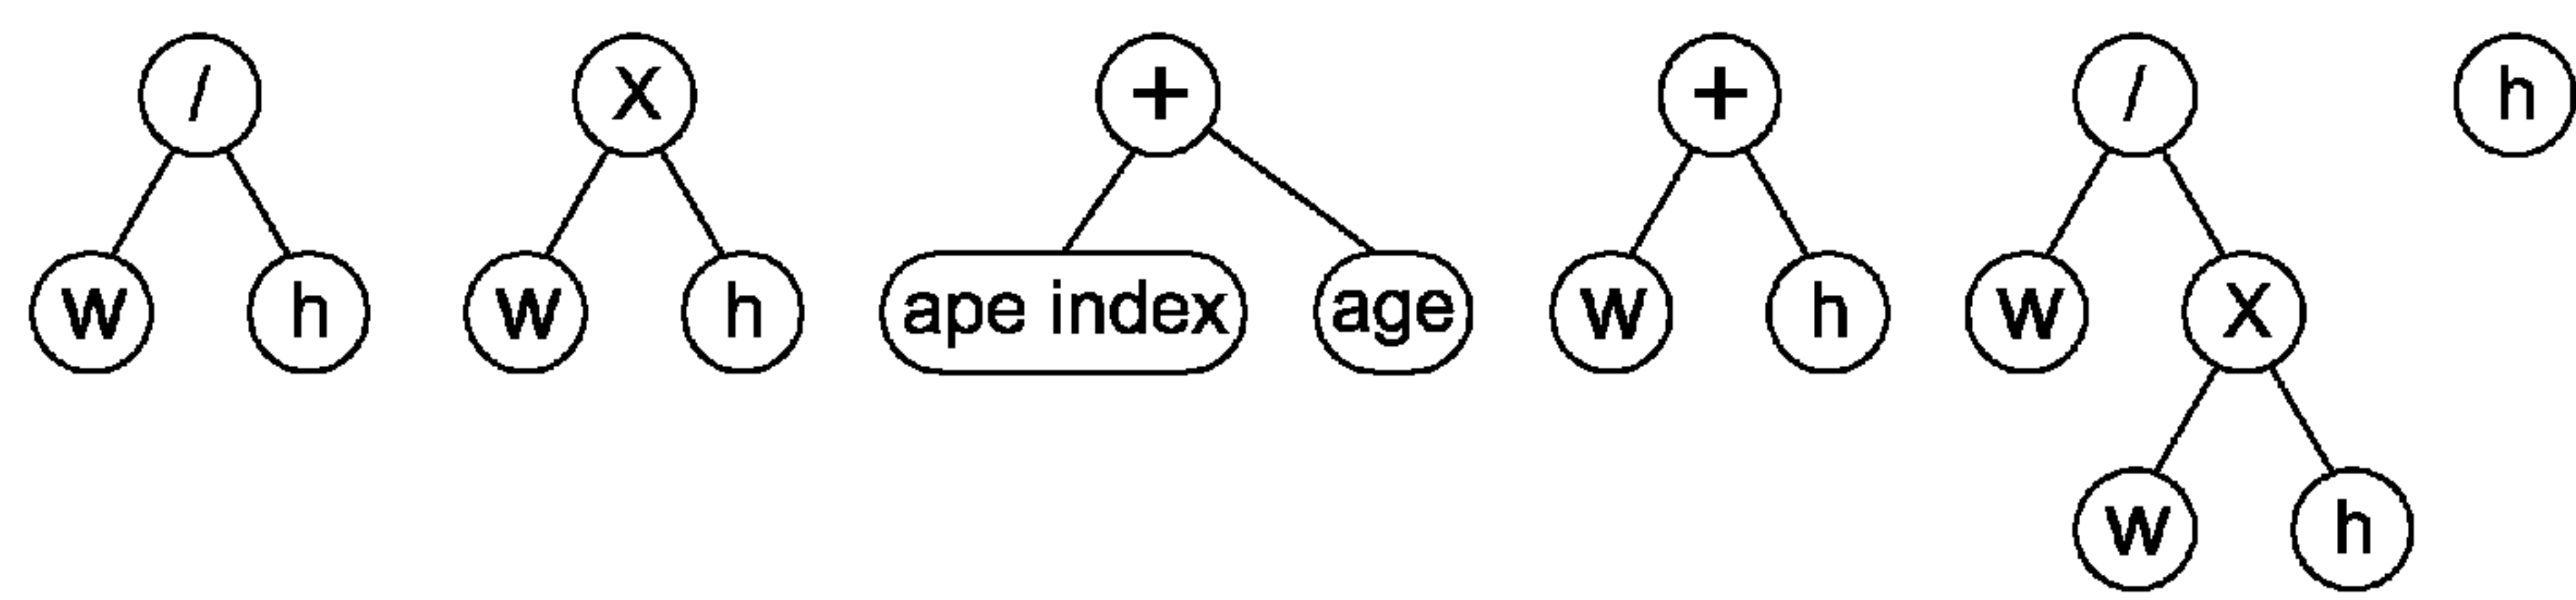 / X + + / h
w h w h ape index age w h w X
w h